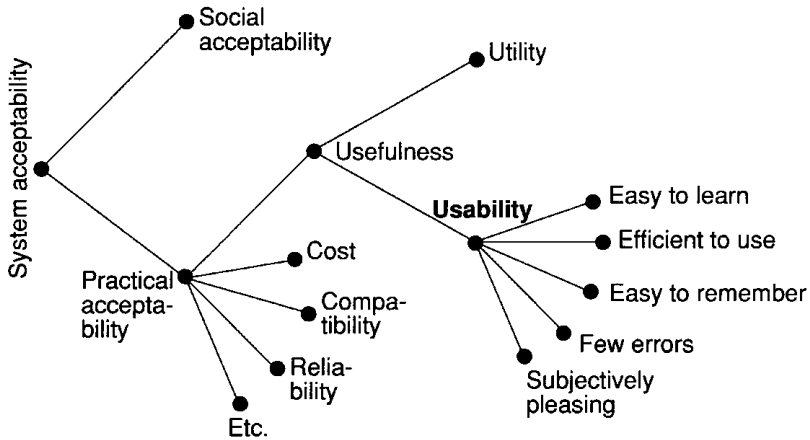 System acceptability
Social
acceptability
Utility
Usefulness
Usability
Easy to learn
Efficient to use
Easy to remember
Few errors
Subjectively
pleasing
Practical
accepta-
bility
Cost
Compa-
tibility
Relia-
bility
Etc.